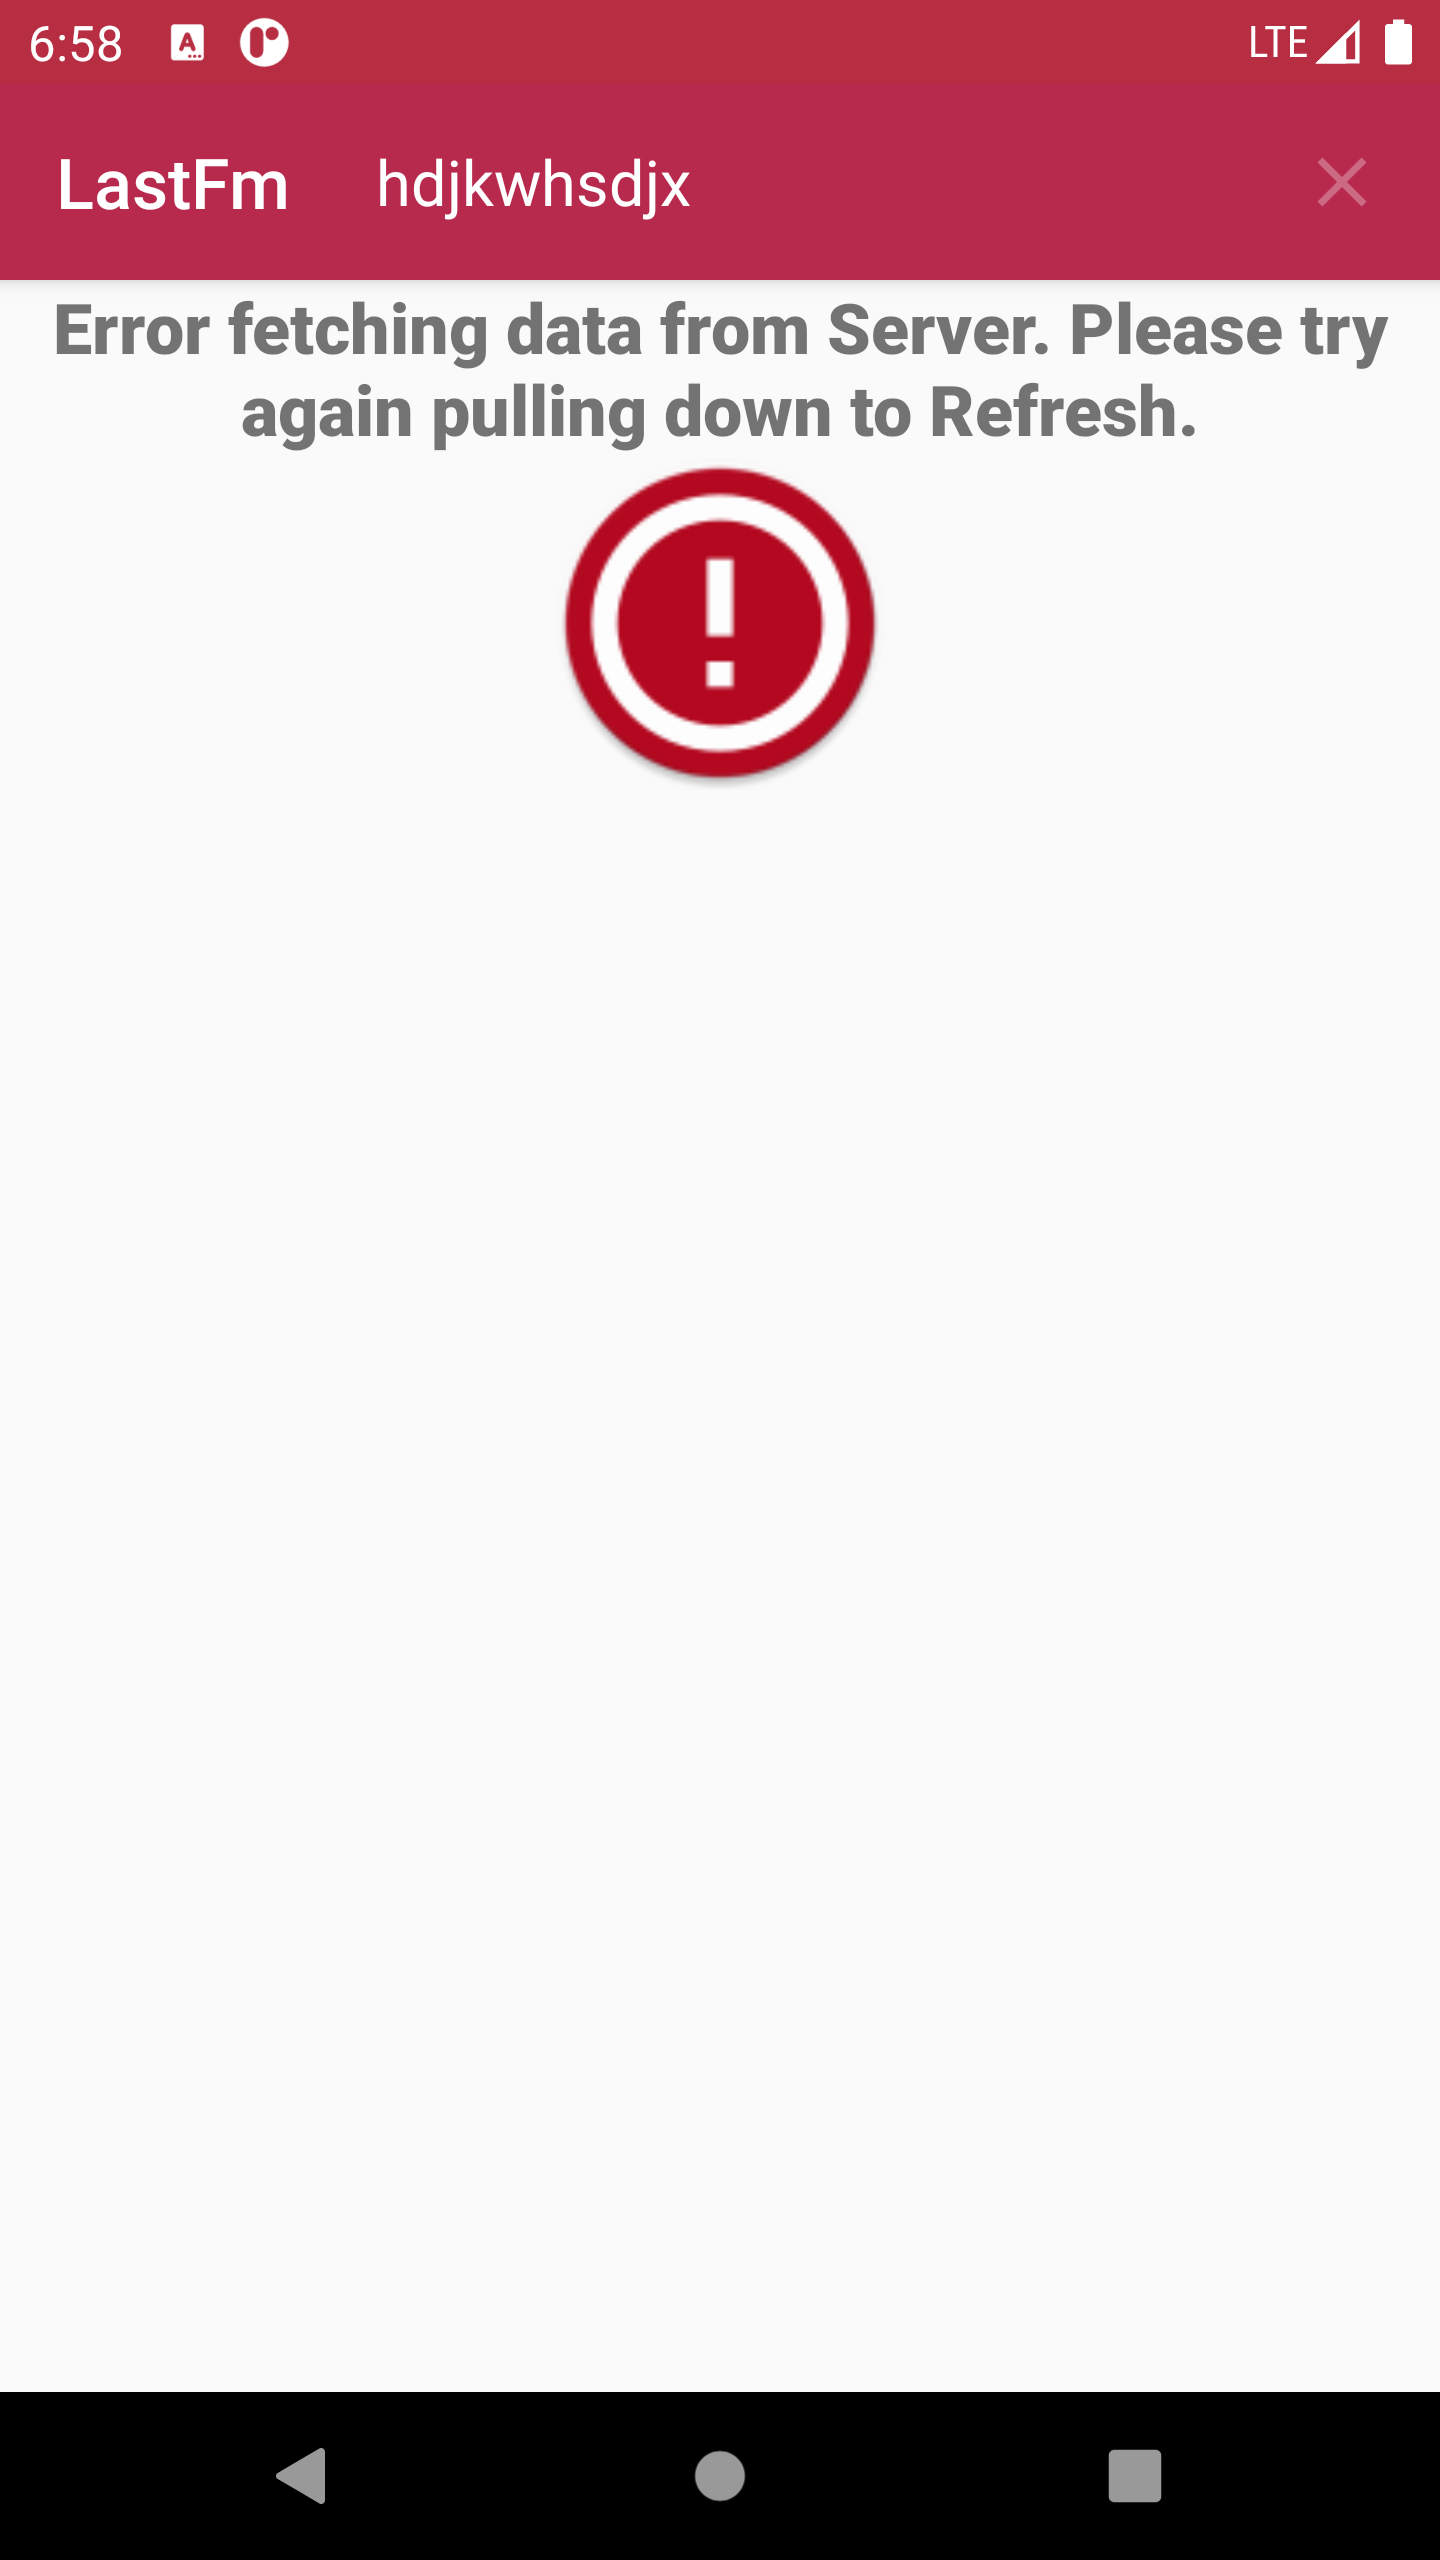 6:58 LTE
LastFm hdjkwhsdjx
Error fetching data from Server. Please try
again pulling down to Refresh.